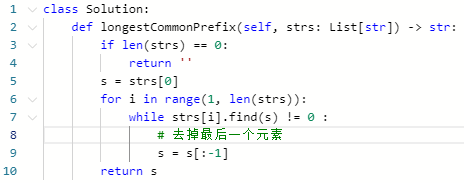 1 class Solution:
2     def longestCommonPrefix(self, strs: List[str]) -> str:
3         if len(strs) == 0:
4             return ''
5         s = strs[0]
6         for i in range(1, len(strs)):
7             while strs[i].find(s) != 0 :
8                 # 去掉最后一个元素
9                 s = s[:-1]
10         return s